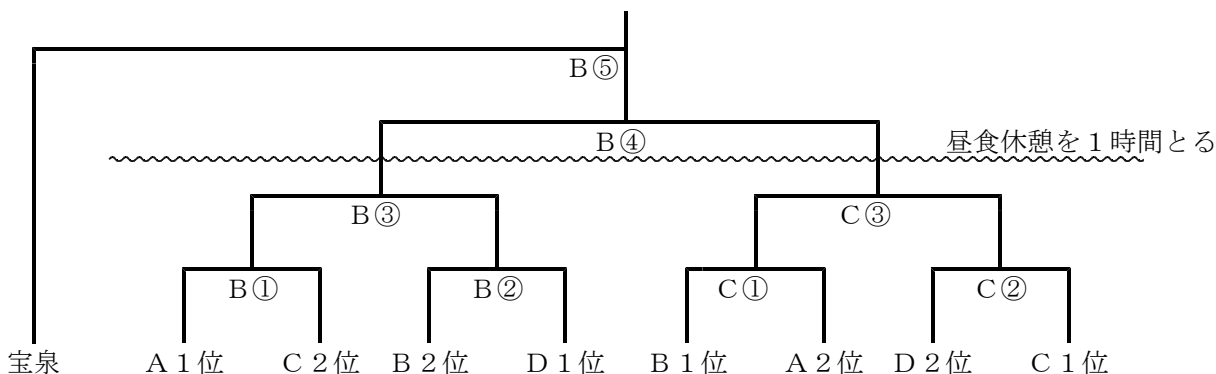 B⑤
B④
昼食休憩を1時間とる
B③
C③
B①
B②
C①
C②
宝泉
A1位
C2位
B2位
D1位
B1位
A2位
D2位
C1位